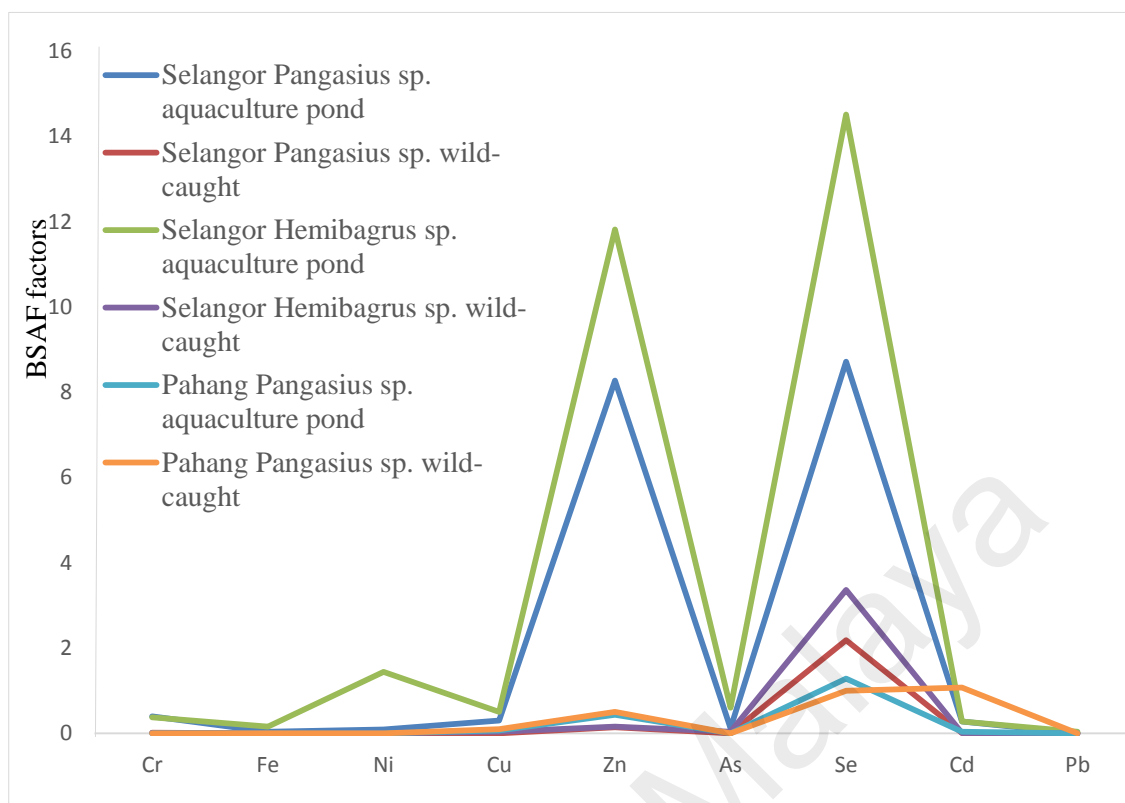 16
14
12
10
8
6
4
2
0
BSAF factors
Selangor Pangasius sp.
aquaculture pond
Selangor Pangasius sp. wild-
caught
Selangor Hemibagrus sp.
aquaculture pond
Selangor Hemibagrus sp. wild-
caught
Pahang Pangasius sp.
aquaculture pond
Pahang Pangasius sp. wild-
caught
Cr Fe Ni Cu Zn As Se Cd Pb
Malaya